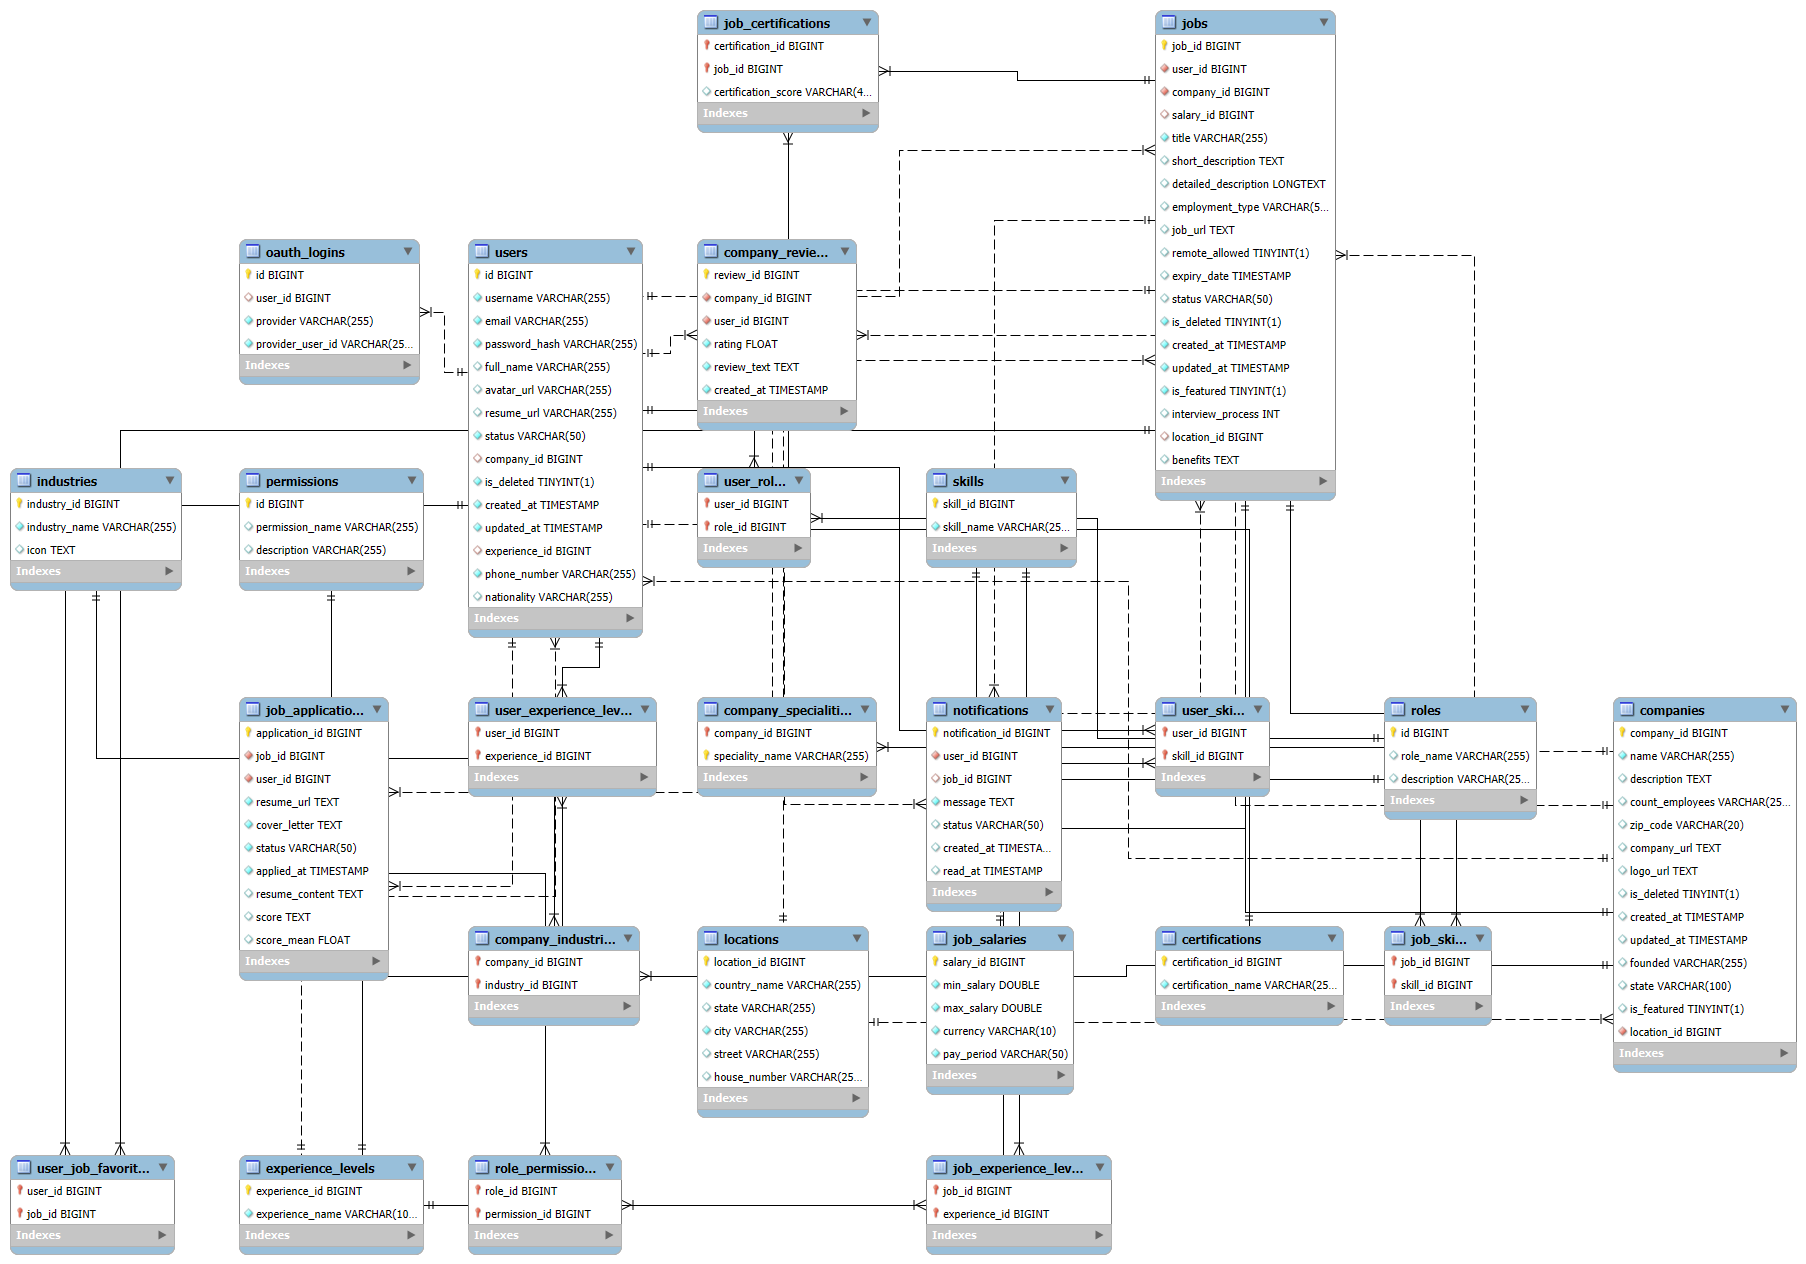 job_certifications
certification_id BIGINT
job_id BIGINT
certification_score VARCHAR(4...
Indexes
jobs
job_id BIGINT
user_id BIGINT
company_id BIGINT
salary_id BIGINT
title VARCHAR(255)
short_description TEXT
detailed_description LONGTEXT
employment_type VARCHAR(5...
job_url TEXT
remote_allowed TINYINT(1)
expiry_date TIMESTAMP
status VARCHAR(50)
is_deleted TINYINT(1)
created_at TIMESTAMP
updated_at TIMESTAMP
is_featured TINYINT(1)
interview_process INT
location_id BIGINT
benefits TEXT
Indexes
oauth_logins
id BIGINT
user_id BIGINT
provider VARCHAR(255)
provider_user_id VARCHAR(25...
Indexes
users
id BIGINT
username VARCHAR(255)
email VARCHAR(255)
password_hash VARCHAR(255)
full_name VARCHAR(255)
avatar_url VARCHAR(255)
resume_url VARCHAR(255)
status VARCHAR(50)
company_id BIGINT
is_deleted TINYINT(1)
created_at TIMESTAMP
updated_at TIMESTAMP
experience_id BIGINT
phone_number VARCHAR(255)
nationality VARCHAR(255)
Indexes
company_revie...
review_id BIGINT
company_id BIGINT
user_id BIGINT
rating FLOAT
review_text TEXT
created_at TIMESTAMP
Indexes
industries
industry_id BIGINT
industry_name VARCHAR(255)
icon TEXT
Indexes
permissions
id BIGINT
permission_name VARCHAR(255)
description VARCHAR(255)
Indexes
user_rol...
user_id BIGINT
role_id BIGINT
Indexes
skills
skill_id BIGINT
skill_name VARCHAR(25...
Indexes
job_applicatio...
application_id BIGINT
job_id BIGINT
user_id BIGINT
resume_url TEXT
cover_letter TEXT
status VARCHAR(50)
applied_at TIMESTAMP
resume_content TEXT
score TEXT
score_mean FLOAT
Indexes
user_experience_lev...
user_id BIGINT
experience_id BIGINT
Indexes
company_specialiti...
company_id BIGINT
speciality_name VARCHAR(255)
Indexes
notifications
notification_id BIGINT
user_id BIGINT
job_id BIGINT
message TEXT
status VARCHAR(50)
created_at TIMESTA...
read_at TIMESTAMP
Indexes
user_ski...
user_id BIGINT
skill_id BIGINT
Indexes
roles
id BIGINT
role_name VARCHAR(255)
description VARCHAR(25...
Indexes
companies
company_id BIGINT
name VARCHAR(255)
description TEXT
count_employees VARCHAR(25...
zip_code VARCHAR(20)
company_url TEXT
logo_url TEXT
is_deleted TINYINT(1)
created_at TIMESTAMP
updated_at TIMESTAMP
founded VARCHAR(255)
state VARCHAR(100)
is_featured TINYINT(1)
location_id BIGINT
Indexes
company_industri...
company_id BIGINT
industry_id BIGINT
Indexes
locations
location_id BIGINT
country_name VARCHAR(255)
state VARCHAR(255)
city VARCHAR(255)
street VARCHAR(255)
house_number VARCHAR(25...
Indexes
job_salaries
salary_id BIGINT
min_salary DOUBLE
max_salary DOUBLE
currency VARCHAR(10)
pay_period VARCHAR(50)
Indexes
certifications
certification_id BIGINT
certification_name VARCHAR(25...
Indexes
job_ski...
job_id BIGINT
skill_id BIGINT
Indexes
user_job_favorit...
user_id BIGINT
job_id BIGINT
Indexes
experience_levels
experience_id BIGINT
experience_name VARCHAR(10...
Indexes
role_permissio...
role_id BIGINT
permission_id BIGINT
Indexes
job_experience_lev...
job_id BIGINT
experience_id BIGINT
Indexes